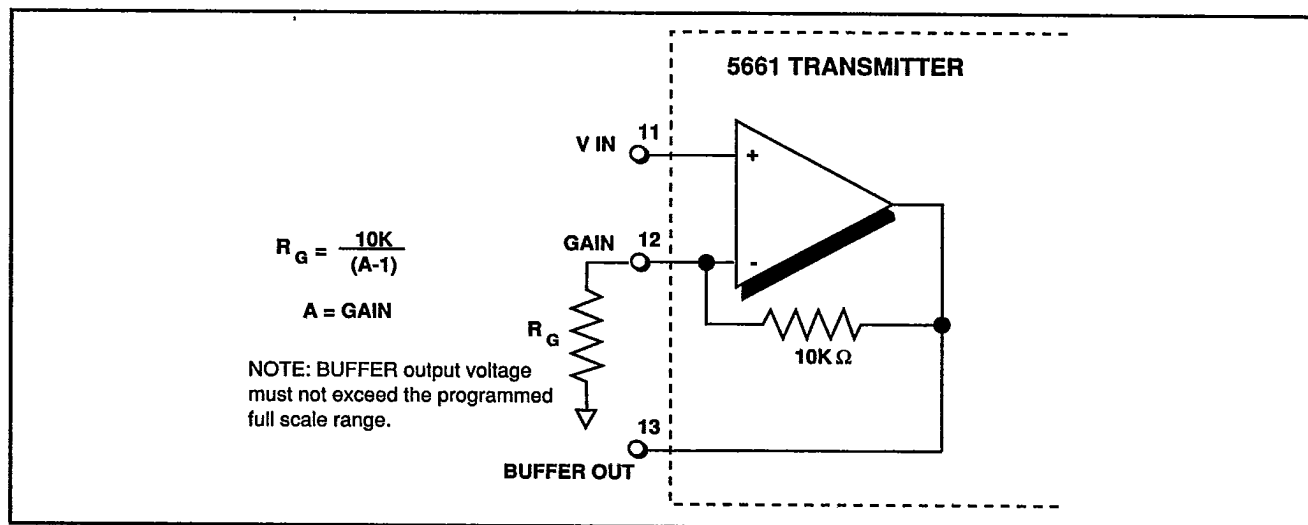 5661 TRANSMITTER
V IN 11
+
GAIN 12
-
R G = 10K
(A-1)
A = GAIN
R G
10K Ω
NOTE: BUFFER output voltage
must not exceed the programmed
full scale range.
13
BUFFER OUT